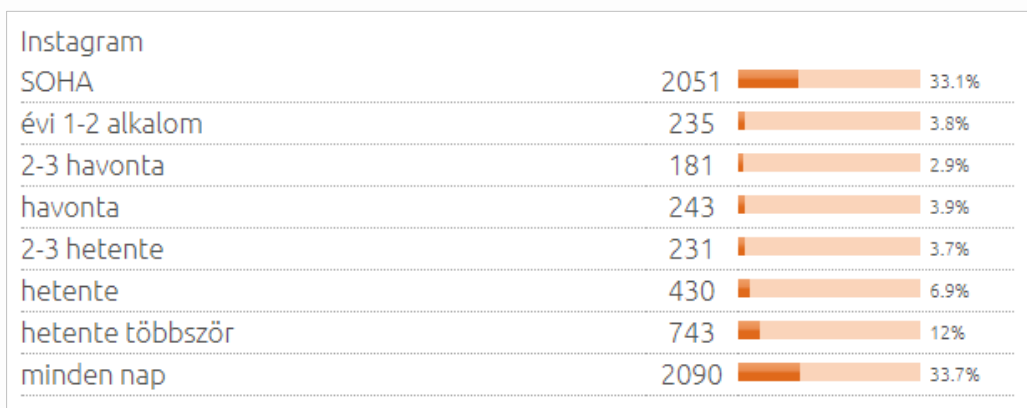 Instagram
SOHA 2051 33.1%
évi 1-2 alkalom 235 3.8%
2-3 havonta 181 2.9%
havonta 243 3.9%
2-3 hetente 231 3.7%
hetente 430 6.9%
hetente többször 743 12%
minden nap 2090 33.7%